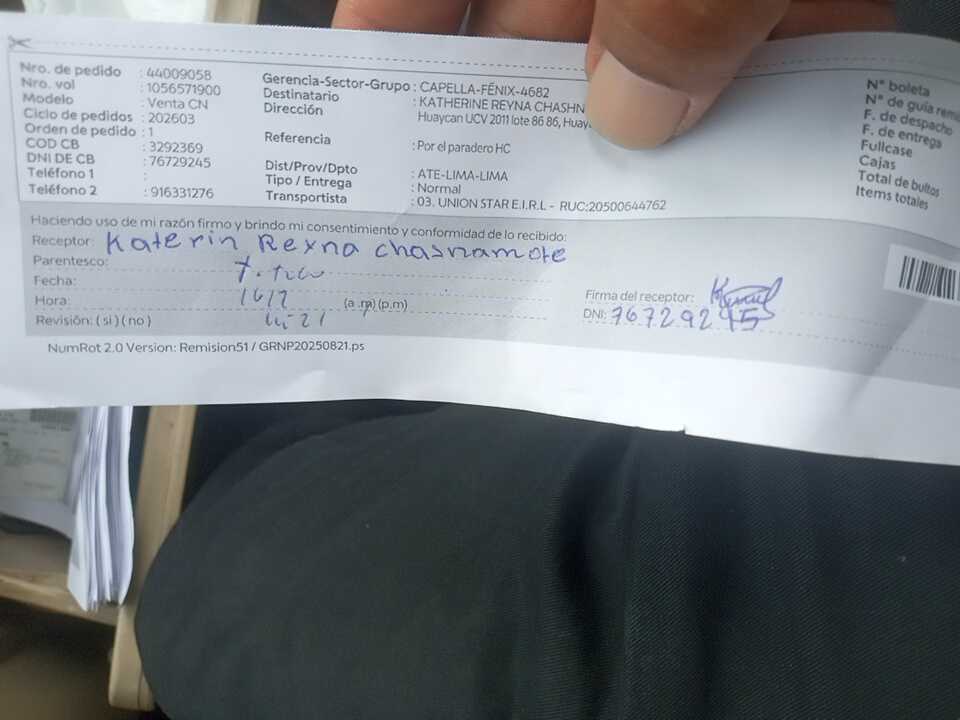 Nro. de pedido : 44009058
Nro. vol : 1056571900
Modelo : Venta CN
Ciclo de pedidos : 202603
Orden de pedido : 1
COD CB : 3292369
DNI DE CB : 76729245
Teléfono 1 :
Teléfono 2 : 916331276
Gerencia-Sector-Grupo : CAPELLA-FÉNIX-4682
Destinatario : KATHERINE REYNA CHASHN
Dirección Huaycan UCV 2011 lote 86 86,
Referencia : Por el paradero HC
Dist/Prov/Dpto : ATE-LIMA-LIMA
Tipo / Entrega : Normal
Transportista : 03. UNION STAR E.I.R.L - RUC:20500644762
N° boleta
N° de guía remi
F. de despacho
F. de entrega
Fullcase
Cajas
Total de bultos
Items totales
Haciendo uso de mi razón firmo y brindo mi consentimiento y conformidad de lo recibido:
Receptor: Katerin Reyna chasnamote
Parentesco:
Fecha:
Hora: (a.m) (p.m)
Revisión: ( si ) ( no )
Firma del receptor:
DNI: 76729245
NumRot 2.0 Version: Remision51 / GRNP20250821.ps